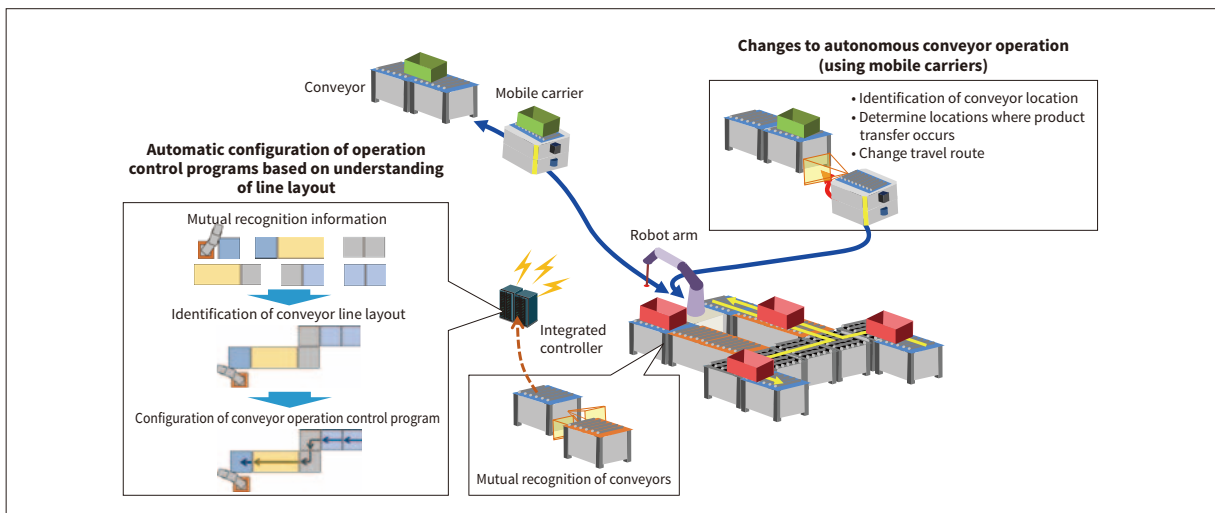 Changes to autonomous conveyor operation
(using mobile carriers)
• Identification of conveyor location
• Determine locations where product
transfer occurs
• Change travel route
Conveyor
Mobile carrier
Automatic configuration of operation
control programs based on understanding
of line layout
Mutual recognition information
Identification of conveyor line layout
Configuration of conveyor operation control program
Robot arm
Integrated
controller
Mutual recognition of conveyors